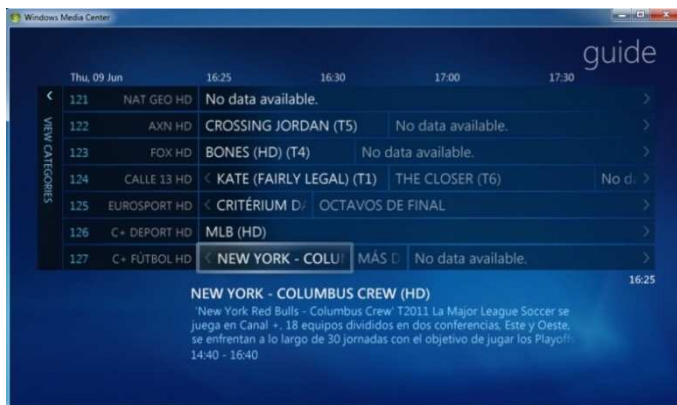 Windows Media Center
guide
Thu, 09 Jun 16:25 16:30 17:00 17:30
VIEW CATEGORIES
121 NAT GEO HD No data available.
122 AXN HD CROSSING JORDAN (T5) No data available.
123 FOX HD BONES (HD) (T4) No data available.
124 CALLE 13 HD KATE (FAIRLY LEGAL) (T1) THE CLOSER (T6) No d
125 EUROSPORT HD CRITÉRIUM D OCTAVOS DE FINAL
126 C+ DEPORT HD MLB (HD)
127 C+ FÚTBOL HD NEW YORK - COLU MÁS D No data available.
16:25
NEW YORK - COLUMBUS CREW (HD)
'New York Red Bulls - Columbus Crew' T2011 La Major League Soccer se
juega en Canal +. 18 equipos divididos en dos conferencias, Este y Oeste,
se enfrentan a lo largo de 30 jornadas con el objetivo de jugar los Playoff
14:40 - 16:40